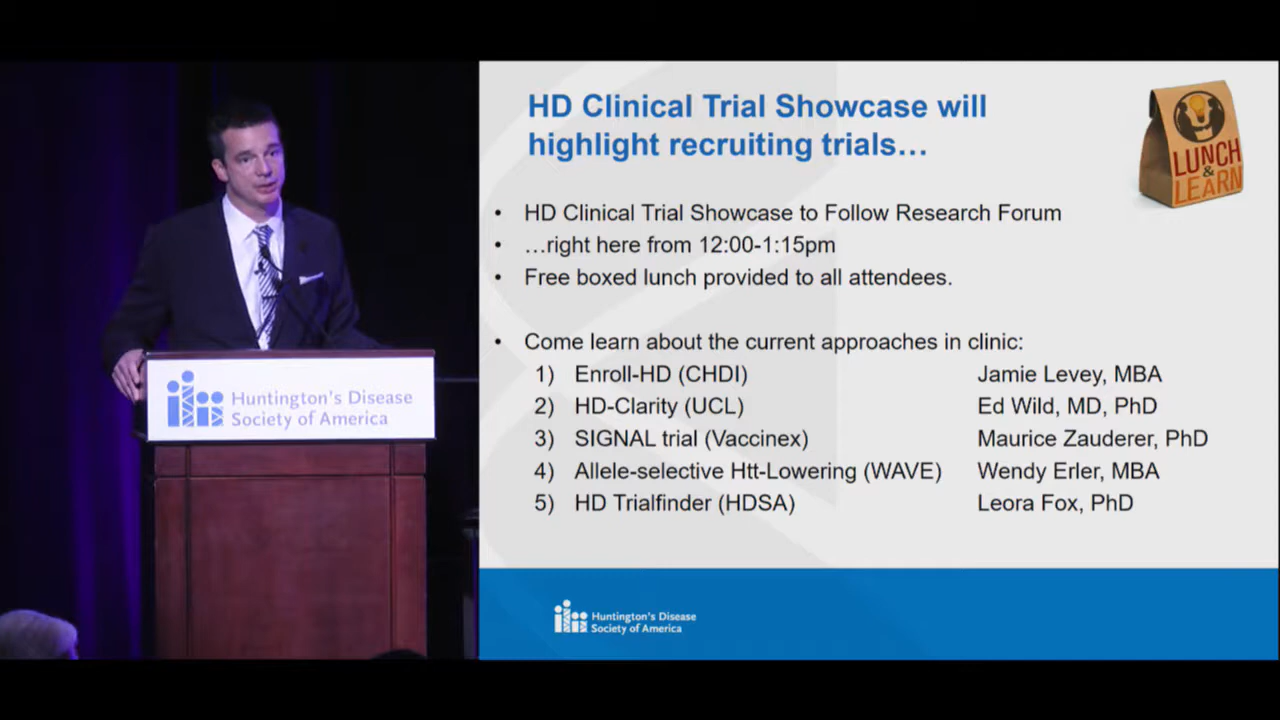 HD Clinical Trial Showcase will
highlight recruiting trials…
LUNCH
&
LEARN
• HD Clinical Trial Showcase to Follow Research Forum
• …right here from 12:00-1:15pm
• Free boxed lunch provided to all attendees.
• Come learn about the current approaches in clinic:
1) Enroll-HD (CHDI) Jamie Levey, MBA
2) HD-Clarity (UCL) Ed Wild, MD, PhD
3) SIGNAL trial (Vaccinex) Maurice Zauderer, PhD
4) Allele-selective Htt-Lowering (WAVE) Wendy Erler, MBA
5) HD Trialfinder (HDSA) Leora Fox, PhD
Huntington's Disease
Society of America
Huntington's Disease
Society of America